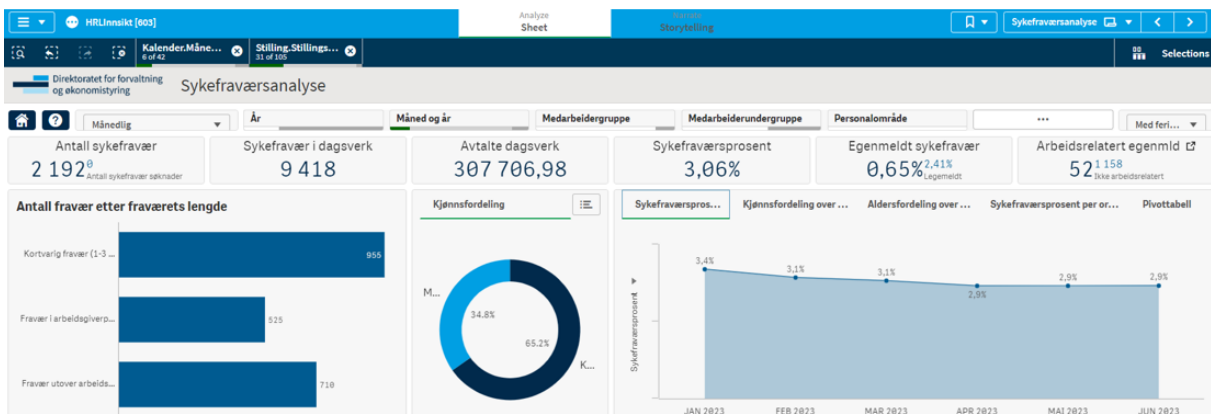 HRLInnsikt [603]
Analyze
Sheet
Narrate
Storytelling
Sykefraværsanalyse
Kalender.Måne...
6 of 42
Stilling.Stillings...
31 of 105
Selections
Direktoratet for forvaltning
og økonomistyring
Sykefraværsanalyse
Månedlig
År
Måned og år
Medarbeidergruppe
Medarbeiderundergruppe
Personalområde
...
Med feri...
Antall sykefravær
2 192 0
Antall sykefravær søknader
Sykefravær i dagsverk
9 418
Avtalte dagsverk
307 706,98
Sykefraværsprosent
3,06%
Egenmeldt sykefravær
0,65% 2,41%
Legemeldt
Arbeidsrelatert egenmld
52 1 158
Ikke arbeidsrelatert
Antall fravær etter fraværets lengde
Kortvarig fravær (1-3 ...
955
Fravær i arbeidsgiverp...
525
Fravær utover arbeids...
710
Kjønnsfordeling
M...
34.8%
65.2%
K...
Sykefraværspros...
Kjønnsfordeling over ...
Aldersfordeling over ...
Sykefraværsprosent per or...
Pivottabell
Sykefraværsprosent
3,4%
3,1%
3,1%
2,9%
2,9%
2,9%
JAN 2023
FEB 2023
MAR 2023
APR 2023
MAI 2023
JUN 2023